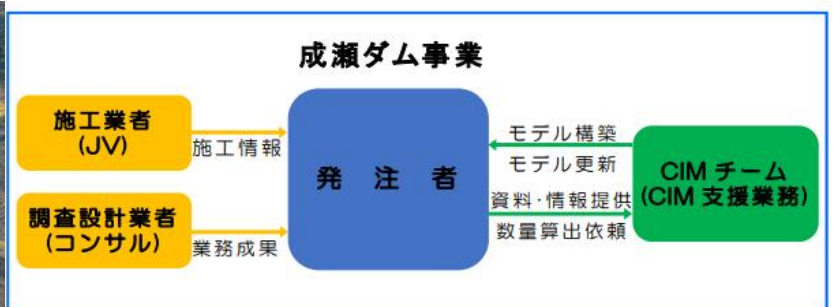 成瀬ダム事業
施工業者
(JV)
施工情報
調査設計業者
(コンサル)
業務成果
発注者
モデル構築
モデル更新
資料・情報提供
数量算出依頼
CIM チーム
(CIM 支援業務)